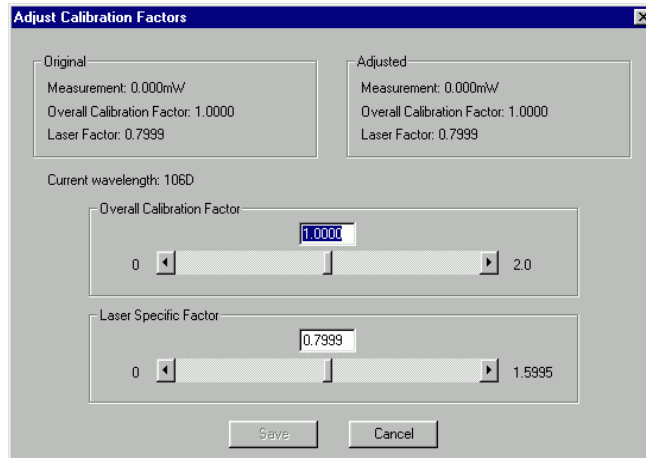 Adjust Calibration Factors
Original
Measurement: 0.000mW
Overall Calibration Factor: 1.0000
Laser Factor: 0.7999
Adjusted
Measurement: 0.000mW
Overall Calibration Factor: 1.0000
Laser Factor: 0.7999
Current wavelength: 106D
Overall Calibration Factor
1.0000
0 2.0
Laser Specific Factor
0.7999
0 1.5995
Save Cancel